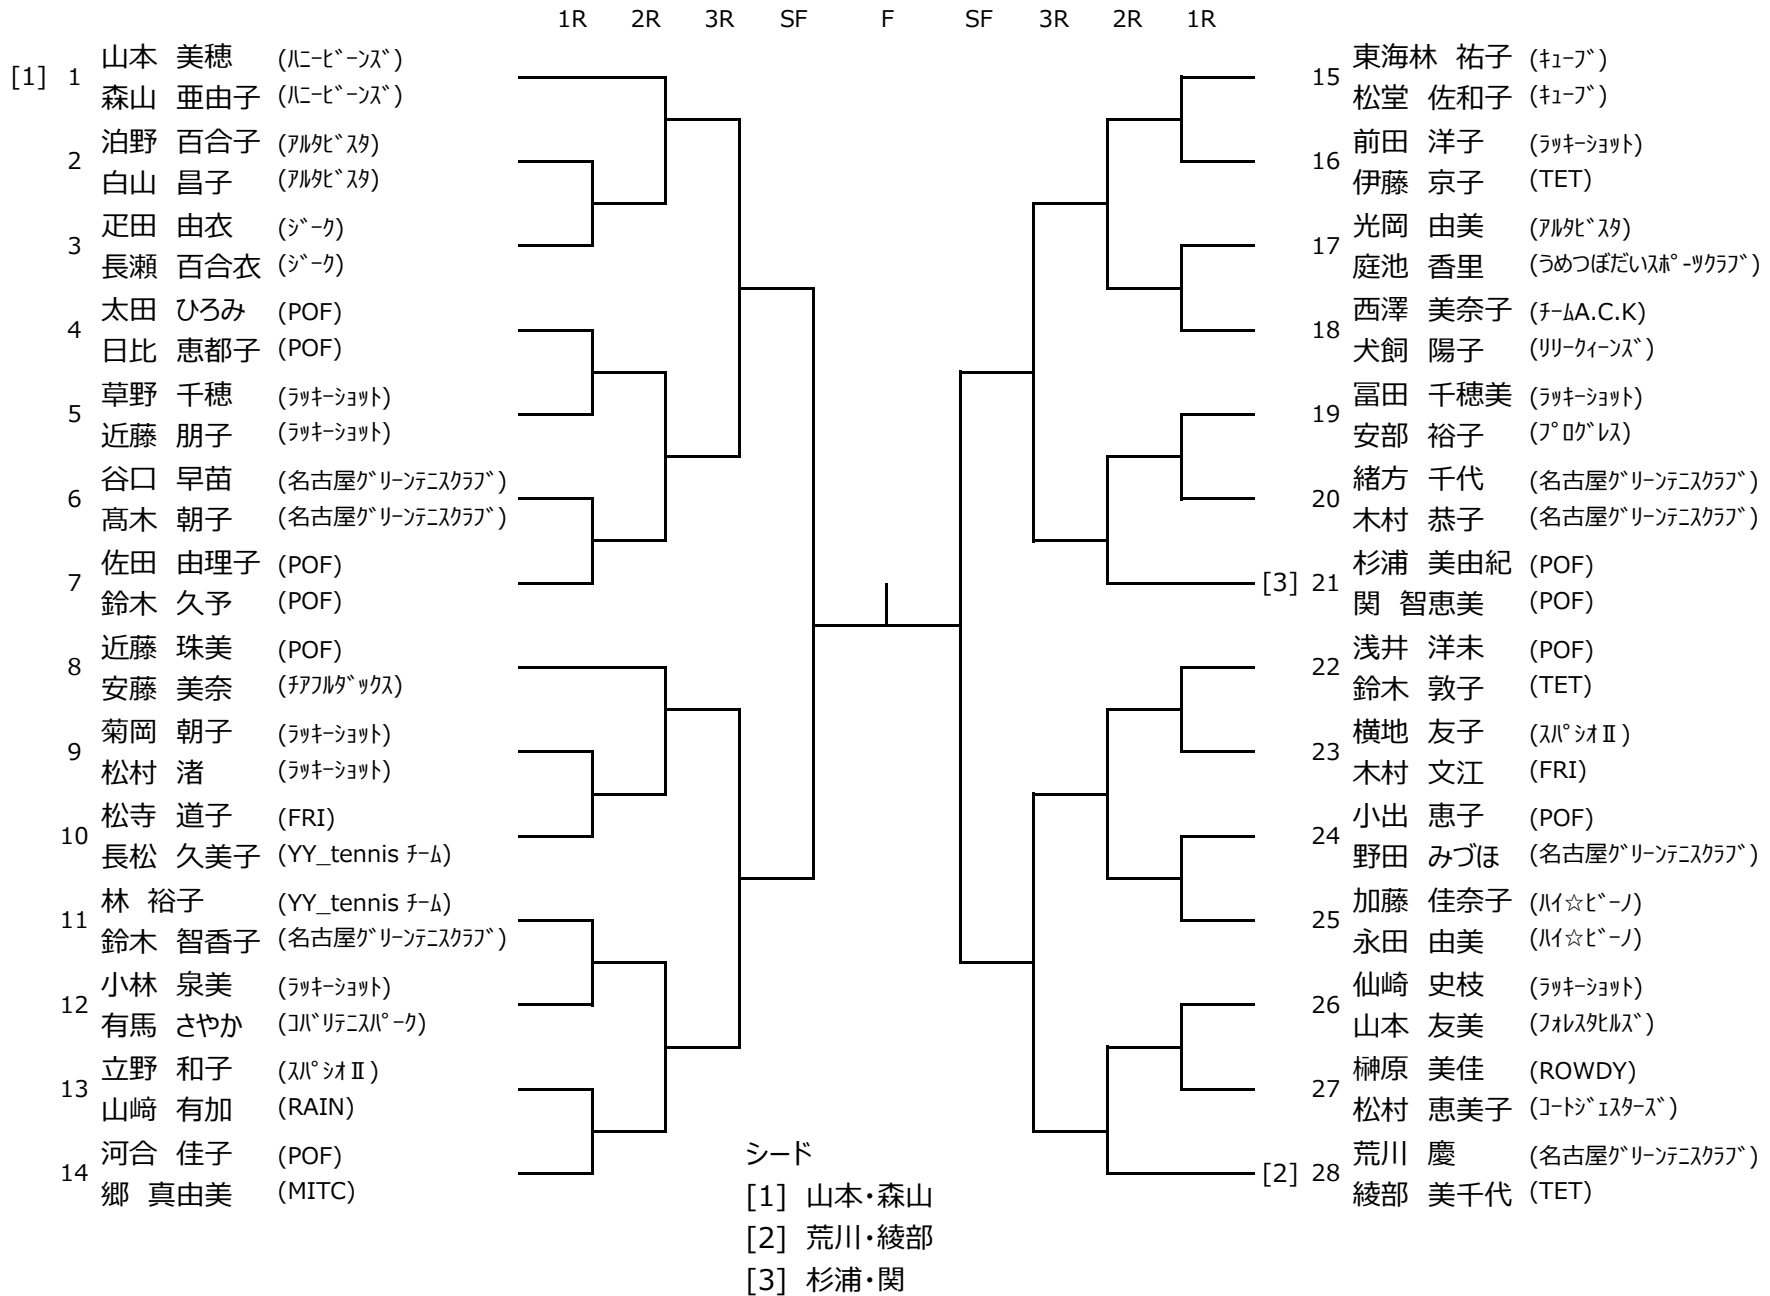 1R 2R 3R SF F SF 3R 2R 1R
[1] 1 山本 美穂 (ﾊﾆｰﾋﾞｰﾝｽﾞ)
森山 亜由子 (ﾊﾆｰﾋﾞｰﾝｽﾞ)
2 泊野 百合子 (ｱﾙﾀﾋﾞｽﾀ)
白山 昌子 (ｱﾙﾀﾋﾞｽﾀ)
3 疋田 由衣 (ｼﾞｰｸ)
長瀬 百合衣 (ｼﾞｰｸ)
4 太田 ひろみ (POF)
日比 恵都子 (POF)
5 草野 千穂 (ﾗｯｷｰｼｮｯﾄ)
近藤 朋子 (ﾗｯｷｰｼｮｯﾄ)
6 谷口 早苗 (名古屋ｸﾞﾘｰﾝﾃﾆｽｸﾗﾌﾞ)
髙木 朝子 (名古屋ｸﾞﾘｰﾝﾃﾆｽｸﾗﾌﾞ)
7 佐田 由理子 (POF)
鈴木 久予 (POF)
8 近藤 珠美 (POF)
安藤 美奈 (ﾁｱﾌﾙﾀﾞｯｸｽ)
9 菊岡 朝子 (ﾗｯｷｰｼｮｯﾄ)
松村 渚 (ﾗｯｷｰｼｮｯﾄ)
10 松寺 道子 (FRI)
長松 久美子 (YY_tennis ﾁｰﾑ)
11 林 裕子 (YY_tennis ﾁｰﾑ)
鈴木 智香子 (名古屋ｸﾞﾘｰﾝﾃﾆｽｸﾗﾌﾞ)
12 小林 泉美 (ﾗｯｷｰｼｮｯﾄ)
有馬 さやか (ｺﾊﾞﾘﾃﾆｽﾊﾟｰｸ)
13 立野 和子 (ｽﾊﾟｼｵⅡ)
山﨑 有加 (RAIN)
14 河合 佳子 (POF)
郷 真由美 (MITC)
15 東海林 祐子 (ｷｭｰﾌﾞ)
松堂 佐和子 (ｷｭｰﾌﾞ)
16 前田 洋子 (ﾗｯｷｰｼｮｯﾄ)
伊藤 京子 (TET)
17 光岡 由美 (ｱﾙﾀﾋﾞｽﾀ)
庭池 香里 (うめつぼだいｽﾎﾟｰﾂｸﾗﾌﾞ)
18 西澤 美奈子 (ﾁｰﾑA.C.K)
犬飼 陽子 (ﾘﾘｰｸｨｰﾝｽﾞ)
19 冨田 千穂美 (ﾗｯｷｰｼｮｯﾄ)
安部 裕子 (ﾌﾟﾛｸﾞﾚｽ)
20 緒方 千代 (名古屋ｸﾞﾘｰﾝﾃﾆｽｸﾗﾌﾞ)
木村 恭子 (名古屋ｸﾞﾘｰﾝﾃﾆｽｸﾗﾌﾞ)
[3] 21 杉浦 美由紀 (POF)
関 智恵美 (POF)
22 浅井 洋未 (POF)
鈴木 敦子 (TET)
23 横地 友子 (ｽﾊﾟｼｵⅡ)
木村 文江 (FRI)
24 小出 恵子 (POF)
野田 みづほ (名古屋ｸﾞﾘｰﾝﾃﾆｽｸﾗﾌﾞ)
25 加藤 佳奈子 (ﾊｲ☆ﾋﾞｰﾉ)
永田 由美 (ﾊｲ☆ﾋﾞｰﾉ)
26 仙崎 史枝 (ﾗｯｷｰｼｮｯﾄ)
山本 友美 (ﾌｫﾚｽﾀﾋﾙｽﾞ)
27 榊原 美佳 (ROWDY)
松村 恵美子 (ｺｰﾄｼﾞｪｽﾀｰｽﾞ)
[2] 28 荒川 慶 (名古屋ｸﾞﾘｰﾝﾃﾆｽｸﾗﾌﾞ)
綾部 美千代 (TET)
シード
[1] 山本・森山
[2] 荒川・綾部
[3] 杉浦・関